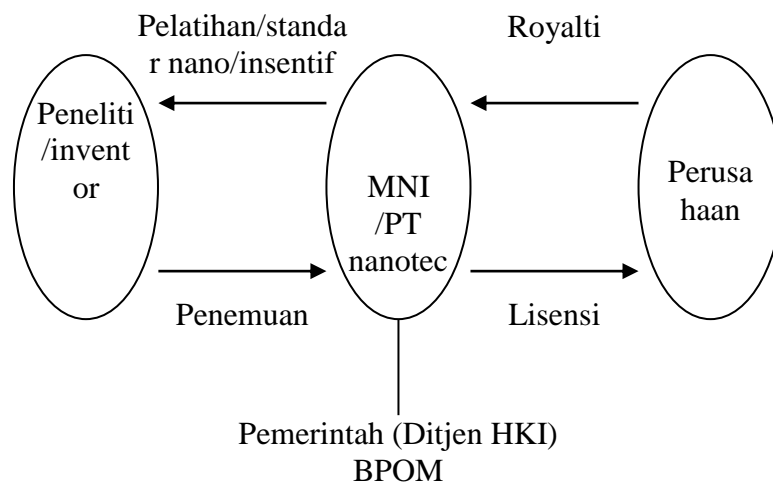 Pelatihan/standa
r nano/insentif
Royalti
Peneliti
/invent
or
MNI
/PT
nanotec
Perusa
haan
Penemuan
Lisensi
Pemerintah (Ditjen HKI)
BPOM